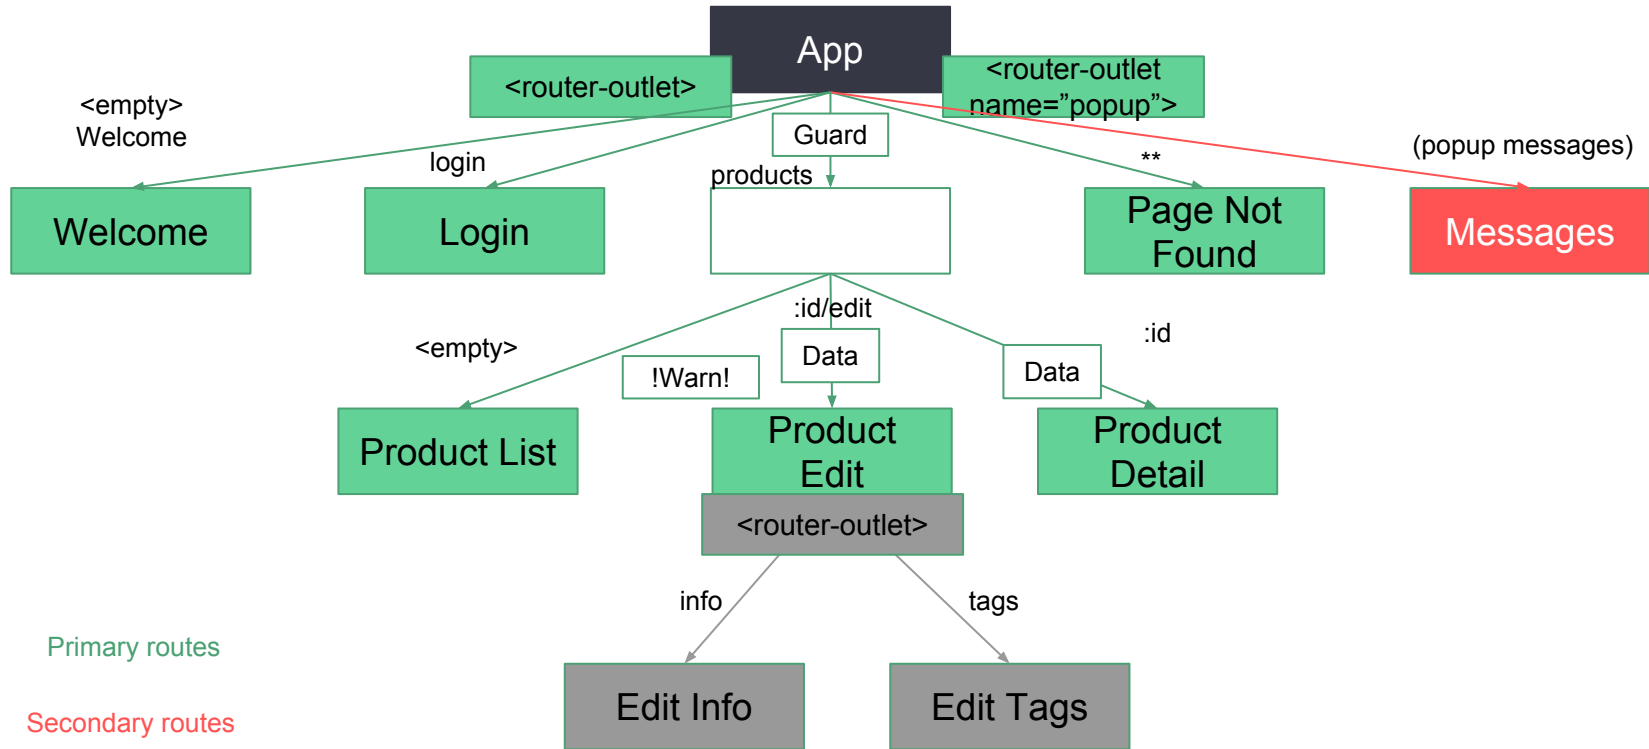 App
<router-outlet>
<router-outlet
name=”popup”>
<empty>
Welcome
login
Guard
products
**
(popup messages)
Welcome
Login
Page Not
Found
Messages
:id/edit
:id
<empty>
!Warn!
Data
Data
Product List
Product
Edit
Product
Detail
<router-outlet>
info
tags
Primary routes
Edit Info
Edit Tags
Secondary routes